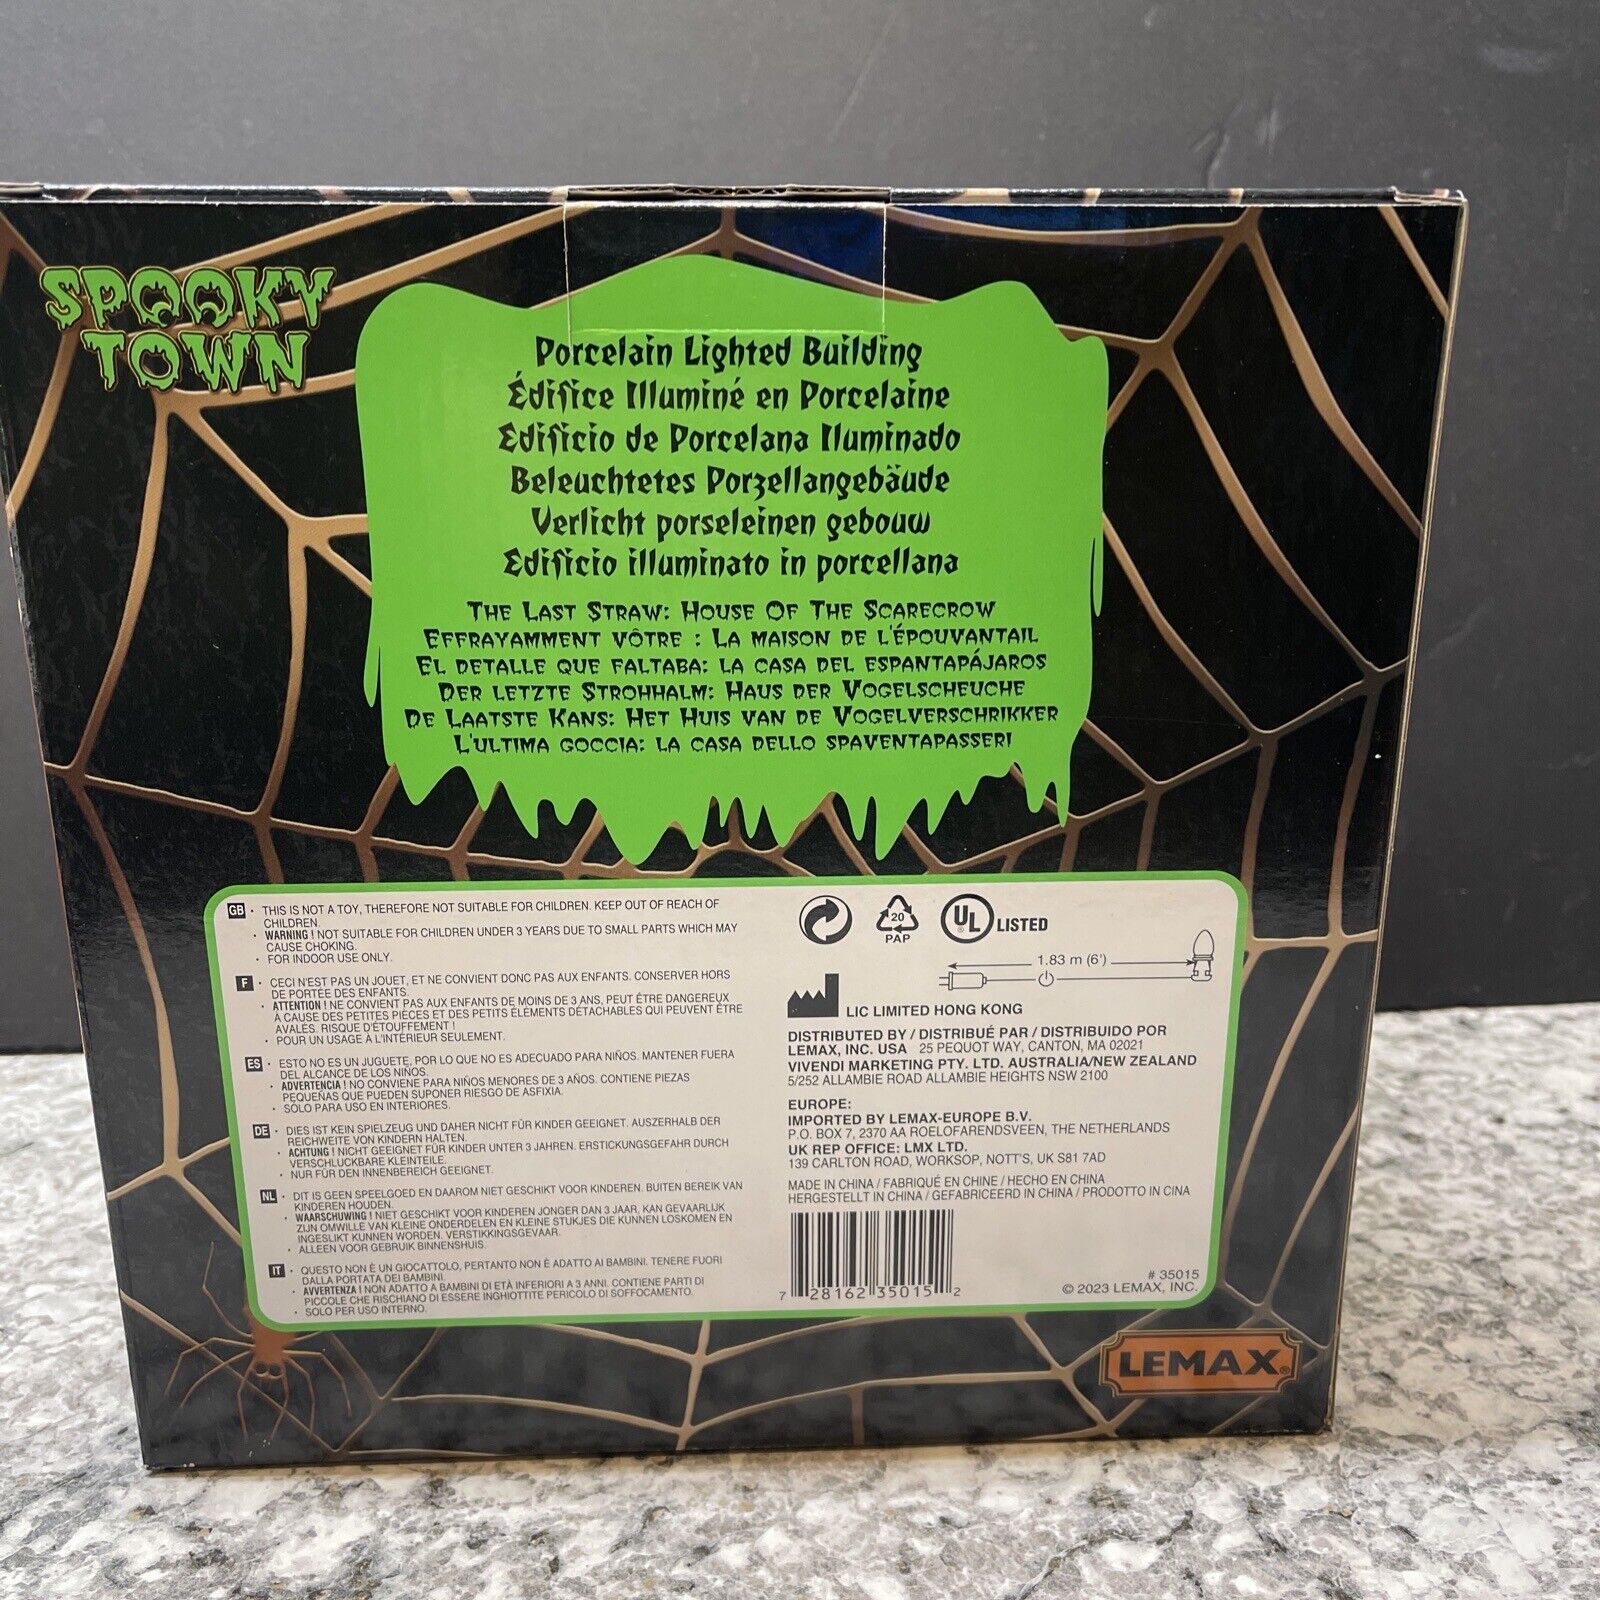 SPOOKY
TOWN
Porcelain Lighted Building
Édifice Illuminé en Porcelaine
Edificio de Porcelana Iluminado
Beleuchtetes Porzellangebäude
Verlicht porseleinen gebouw
Edificio illuminato in porcellana
THE LAST STRAW: HOUSE OF THE SCARECROW
EFFRAYAMMENT VÔTRE : LA MAISON DE L'ÉPOUVANTAIL
EL DETALLE QUE FALTABA: LA CASA DEL ESPANTAPÁJAROS
DER LETZTE STROHHALM: HAUS DER VOGELSCHEUCHE
DE LAATSTE KANS: HET HUIS VAN DE VOGELVERSCHRIKKER
L'ULTIMA GOCCIA: LA CASA DELLO SPAVENTAPASSERI
GB · THIS IS NOT A TOY, THEREFORE NOT SUITABLE FOR CHILDREN. KEEP OUT OF REACH OF
CHILDREN.
· WARNING ! NOT SUITABLE FOR CHILDREN UNDER 3 YEARS DUE TO SMALL PARTS WHICH MAY
CAUSE CHOKING.
· FOR INDOOR USE ONLY.
F · CECI N'EST PAS UN JOUET, ET NE CONVIENT DONC PAS AUX ENFANTS. CONSERVER HORS
DE PORTÉE DES ENFANTS.
· ATTENTION ! NE CONVIENT PAS AUX ENFANTS DE MOINS DE 3 ANS, PEUT ÊTRE DANGEREUX
À CAUSE DES PETITES PIÈCES ET DES PETITS ÉLÉMENTS DÉTACHABLES QUI PEUVENT ÊTRE
AVALÉS. RISQUE D'ÉTOUFFEMENT !
· POUR UN USAGE À L'INTÉRIEUR SEULEMENT.
ES · ESTO NO ES UN JUGUETE, POR LO QUE NO ES ADECUADO PARA NIÑOS. MANTENER FUERA
DEL ALCANCE DE LOS NIÑOS.
· ADVERTENCIA ! NO CONVIENE PARA NIÑOS MENORES DE 3 AÑOS. CONTIENE PIEZAS
PEQUEÑAS QUE PUEDEN SUPONER RIESGO DE ASFIXIA.
· SÓLO PARA USO EN INTERIORES.
DE · DIES IST KEIN SPIELZEUG UND DAHER NICHT FÜR KINDER GEEIGNET. AUSZERHALB DER
REICHWEITE VON KINDERN HALTEN.
· ACHTUNG ! NICHT GEEIGNET FÜR KINDER UNTER 3 JAHREN. ERSTICKUNGSGEFAHR DURCH
VERSCHLUCKBARE KLEINTEILE.
· NUR FÜR DEN INNENBEREICH GEEIGNET.
NL · DIT IS GEEN SPEELGOED EN DAAROM NIET GESCHIKT VOOR KINDEREN. BUITEN BEREIK VAN
KINDEREN HOUDEN.
· WAARSCHUWING ! NIET GESCHIKT VOOR KINDEREN JONGER DAN 3 JAAR, KAN GEVAARLIJK
ZIJN OMWILLE VAN KLEINE ONDERDELEN EN KLEINE STUKJES DIE KUNNEN LOSKOMEN EN
INGESLIKT KUNNEN WORDEN. VERSTIKKINGSGEVAAR.
· ALLEEN VOOR GEBRUIK BINNENSHUIS.
IT · QUESTO NON È UN GIOCATTOLO, PERTANTO NON È ADATTO AI BAMBINI. TENERE FUORI
DALLA PORTATA DEI BAMBINI.
· AVVERTENZA ! NON ADATTO A BAMBINI DI ETÀ INFERIORI A 3 ANNI. CONTIENE PARTI DI
PICCOLE CHE RISCHIANO DI ESSERE INGHIOTTITE PERICOLO DI SOFFOCAMENTO.
· SOLO PER USO INTERNO.
20
PAP
UL LISTED
1.83 m (6')
LIC LIMITED HONG KONG
DISTRIBUTED BY / DISTRIBUÉ PAR / DISTRIBUIDO POR
LEMAX, INC. USA 25 PEQUOT WAY, CANTON, MA 02021
VIVENDI MARKETING PTY. LTD. AUSTRALIA/NEW ZEALAND
5/252 ALLAMBIE ROAD ALLAMBIE HEIGHTS NSW 2100
EUROPE:
IMPORTED BY LEMAX-EUROPE B.V.
P.O. BOX 7, 2370 AA ROELOFARENDSVEEN, THE NETHERLANDS
UK REP OFFICE: LMX LTD.
139 CARLTON ROAD, WORKSOP, NOTT'S, UK S81 7AD
MADE IN CHINA / FABRIQUÉ EN CHINE / HECHO EN CHINA
HERGESTELLT IN CHINA / GEFABRICEERD IN CHINA / PRODOTTO IN CINA
7 28162 35015 2
# 35015
© 2023 LEMAX, INC.
LEMAX®